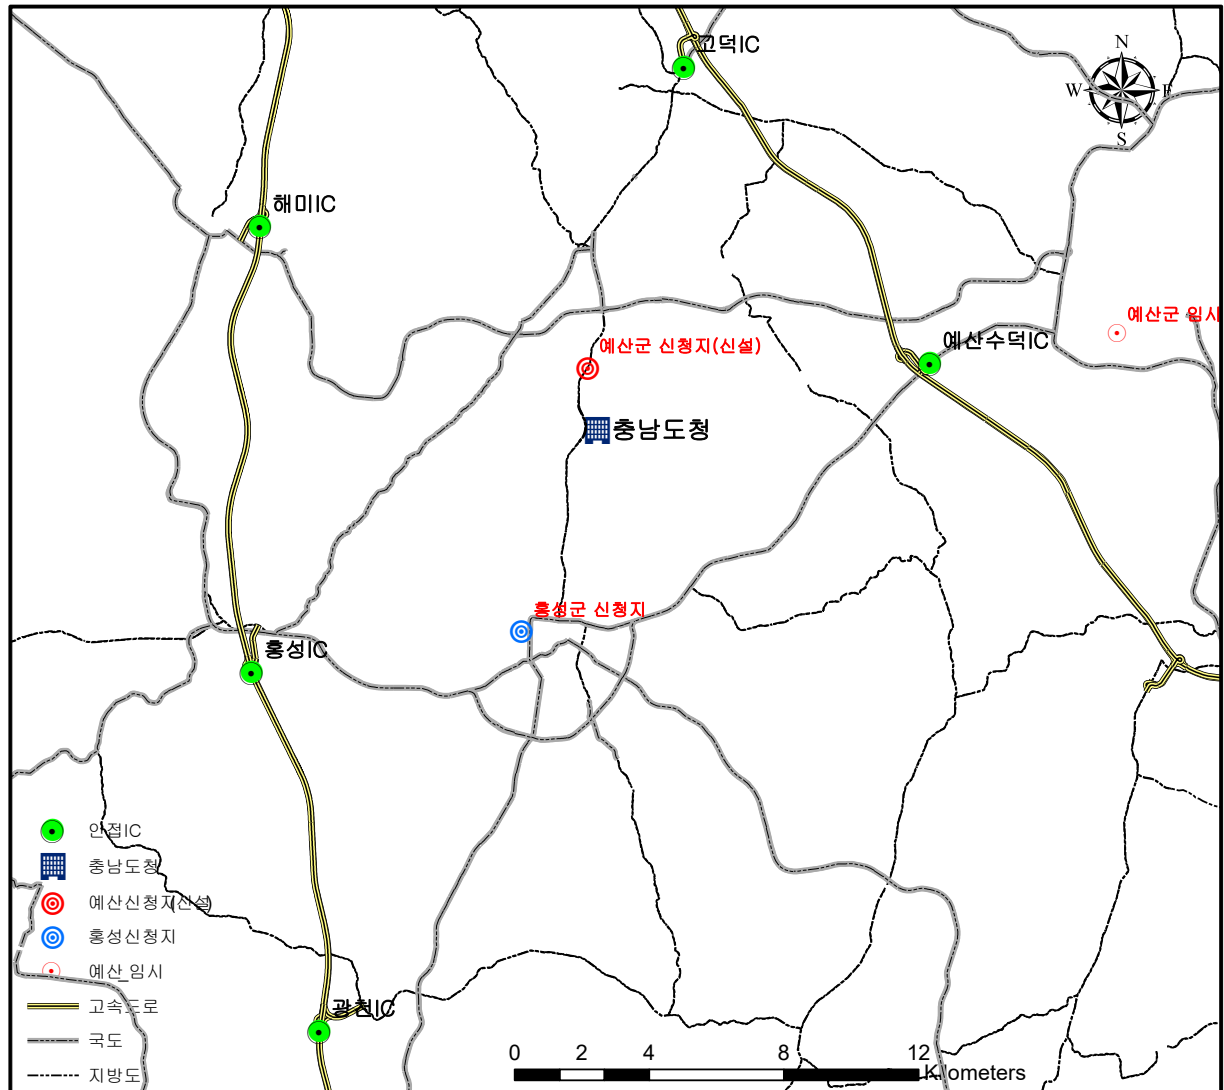 고덕IC
N
W
E
S
해미IC
예산군 임시
예산수덕IC
예산군 신청지(신설)
충남도청
홍성군 신청지
홍성IC
인접IC
충남도청
예산신청지(신설)
홍성신청지
예산_임시
고속도로
국도
지방도
광천IC
0 2 4 8 12
Kilometers